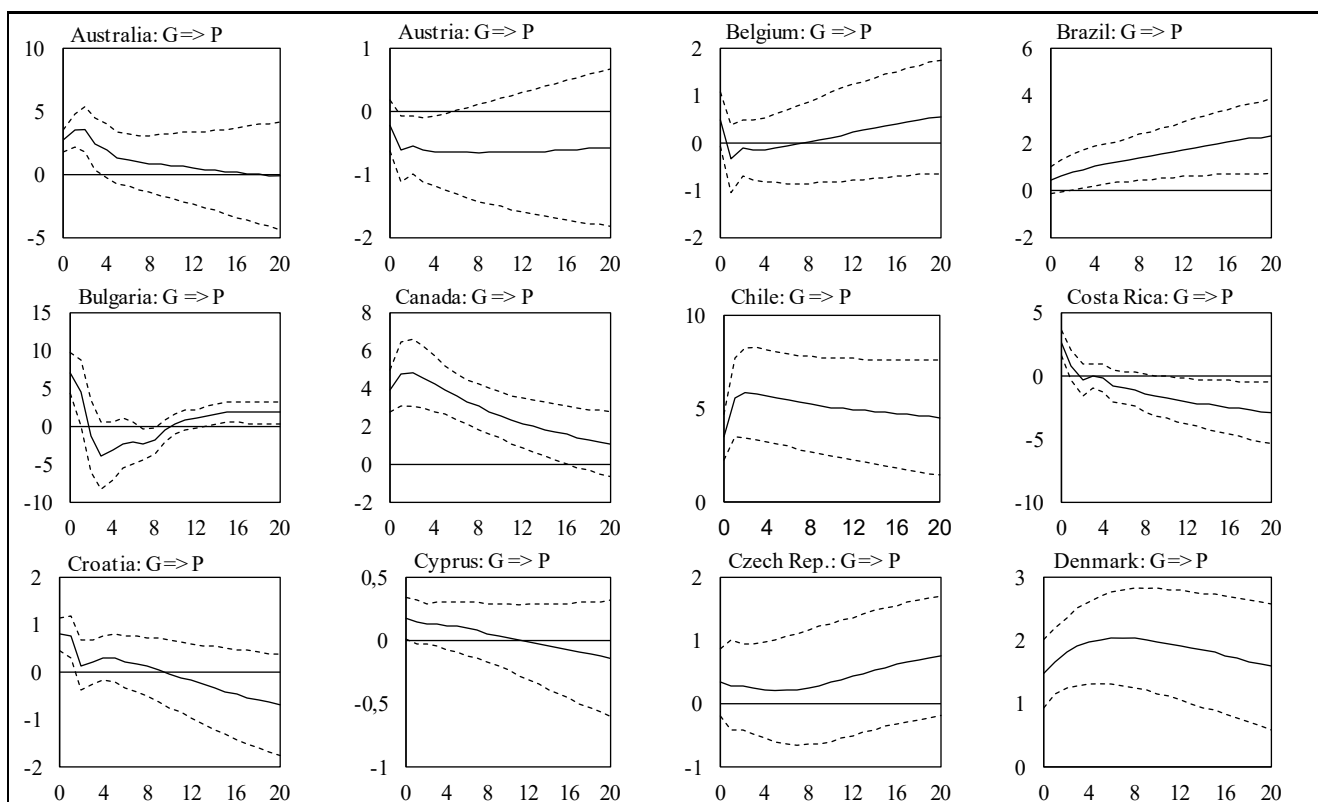 Australia: G=> P
10
5
0
-5
0 4 8 12 16 20
Austria: G=> P
1
0
-1
-2
0 4 8 12 16 20
Belgium: G => P
2
1
0
-1
-2
0 4 8 12 16 20
Brazil: G=> P
6
4
2
0
-2
0 4 8 12 16 20
Bulgaria: G => P
15
10
5
0
-5
-10
0 4 8 12 16 20
Canada: G=> P
8
6
4
2
0
-2
0 4 8 12 16 20
Chile: G=> P
10
5
0
0 4 8 12 16 20
Costa Rica: G=> P
5
0
-5
-10
0 4 8 12 16 20
Croatia: G=> P
2
1
0
-1
-2
0 4 8 12 16 20
Cyprus: G=> P
0,5
0
-0,5
-1
0 4 8 12 16 20
Czech Rep.: G=> P
2
1
0
-1
0 4 8 12 16 20
Denmark: G=>P
3
2
1
0
0 4 8 12 16 20